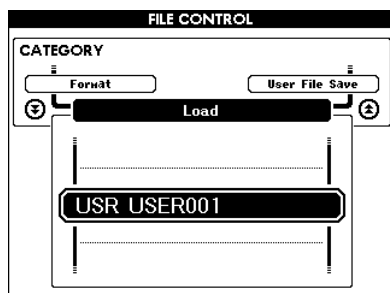 FILE CONTROL
CATEGORY
Format
User File Save
Load
USR USER001